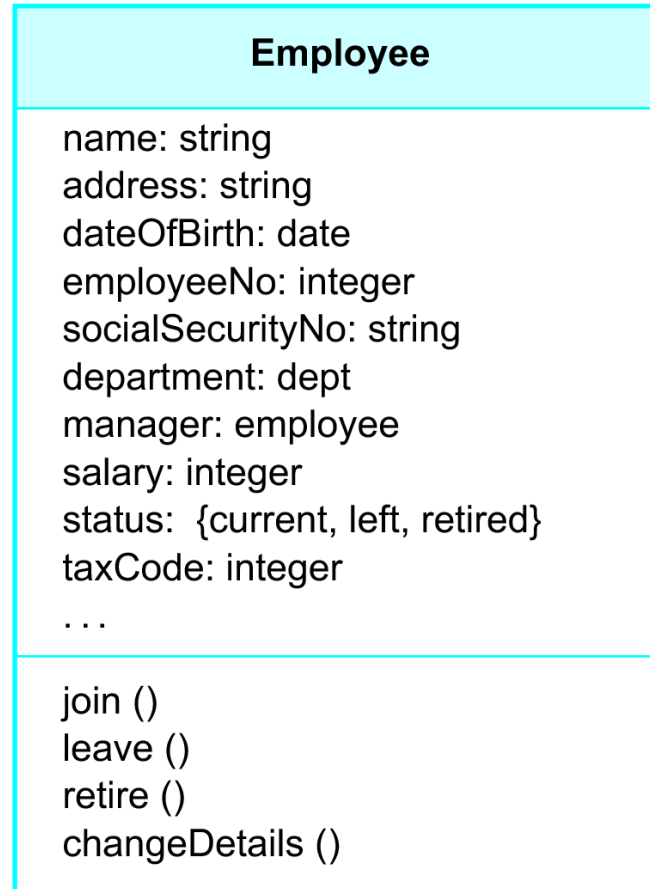 Employee
name: string
address: string
dateOfBirth: date
employeeNo: integer
socialSecurityNo: string
department: dept
manager: employee
salary: integer
status:  {current, left, retired}
taxCode: integer
. . .
join ()
leave ()
retire ()
changeDetails ()